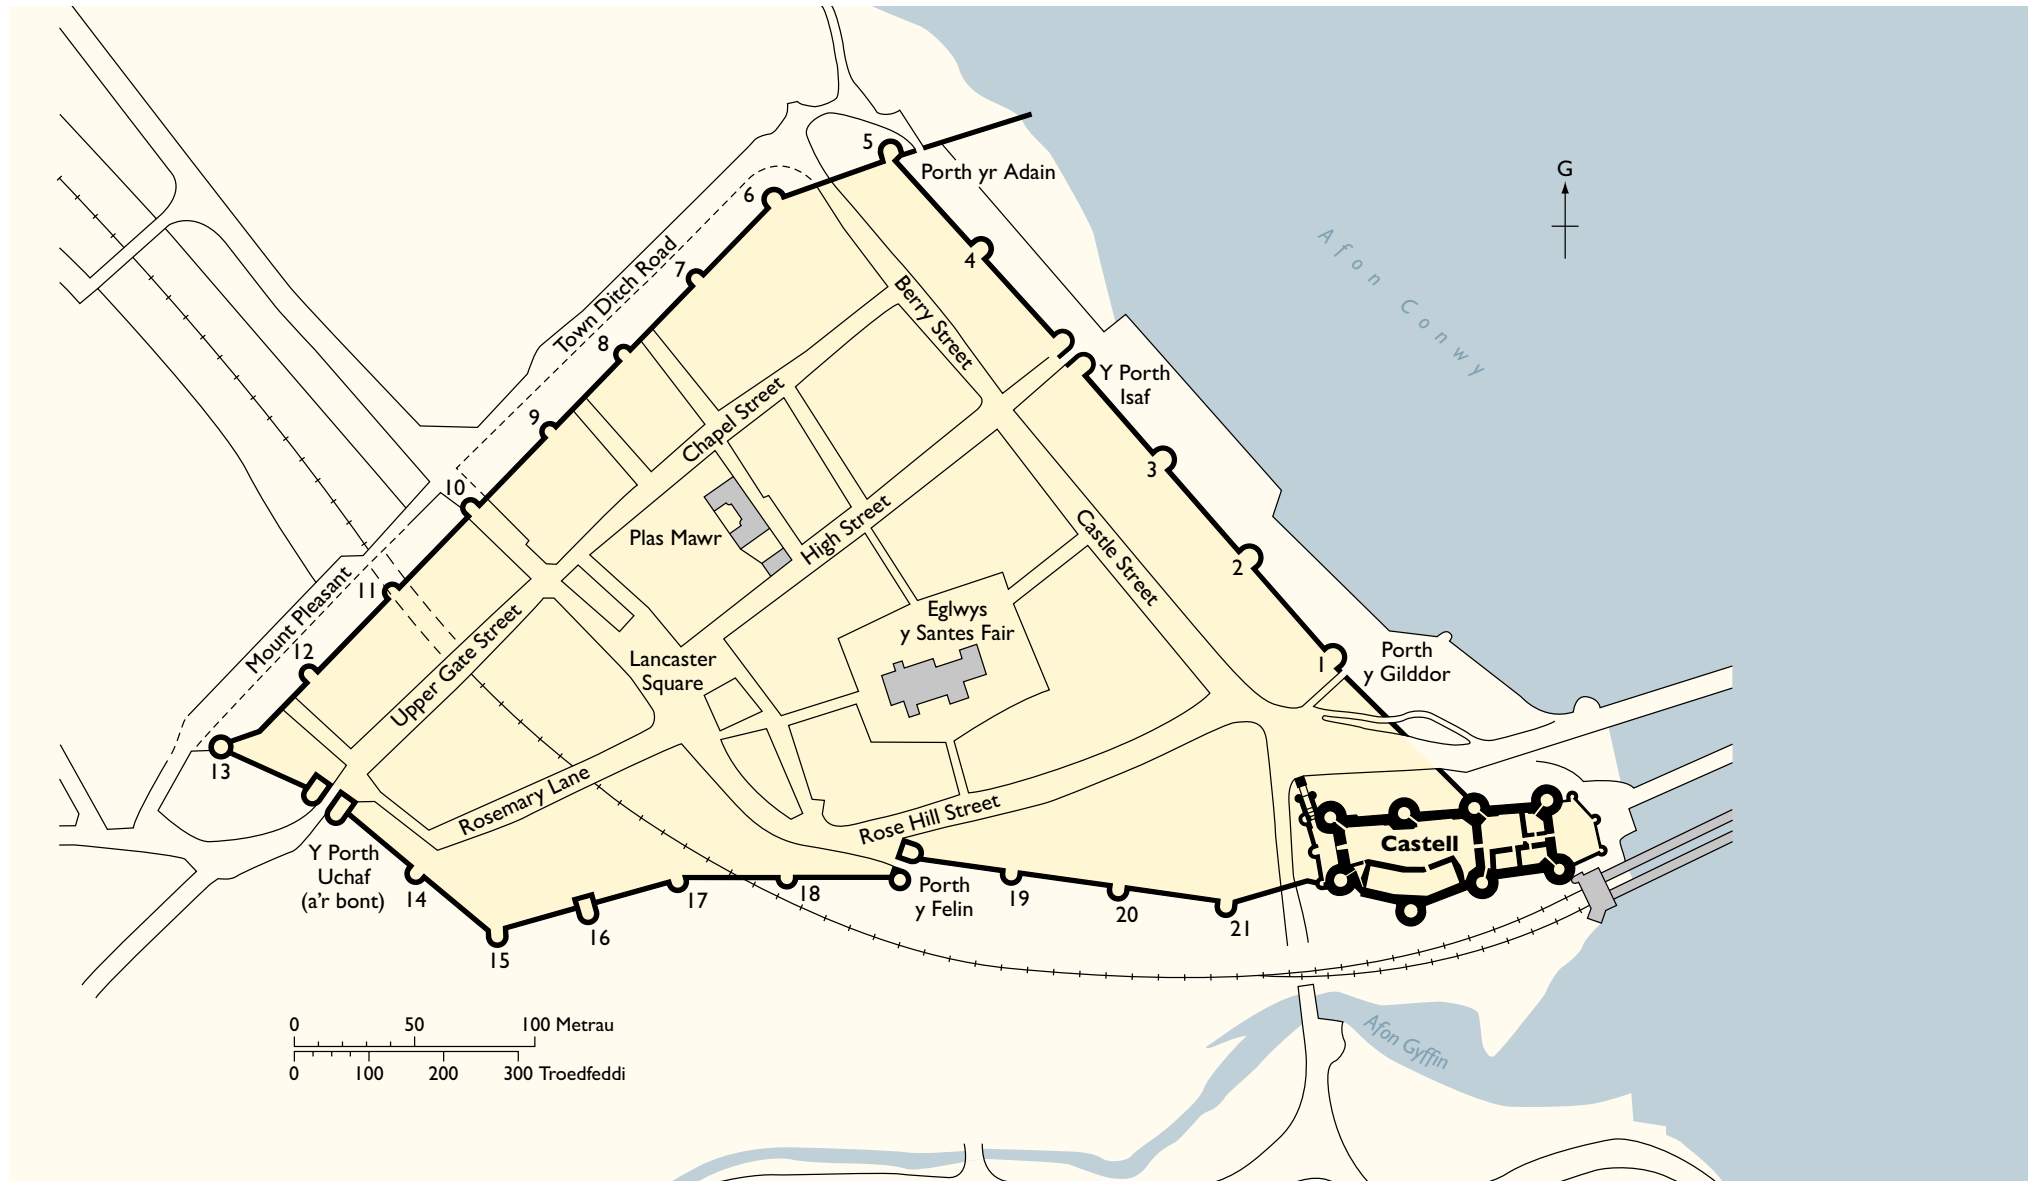 5
Porth yr Adain
G
6
4
7
Town Ditch Road
8
Berry Street
Afon Conwy
Y Porth
Isaf
9
Chapel Street
3
10
Plas Mawr
High Street
Castle Street
2
11
Mount Pleasant
12
Upper Gate Street
Eglwys
y Santes Fair
Lancaster
Square
1
Porth
y Gilddor
13
Rosemary Lane
Rose Hill Street
Castell
Y Porth
Uchaf
(a'r bont)
14
15
16
17
18
Porth
y Felin
19
20
21
0 50 100 Metrau
0 100 200 300 Troedfeddi
Afon Gyffin